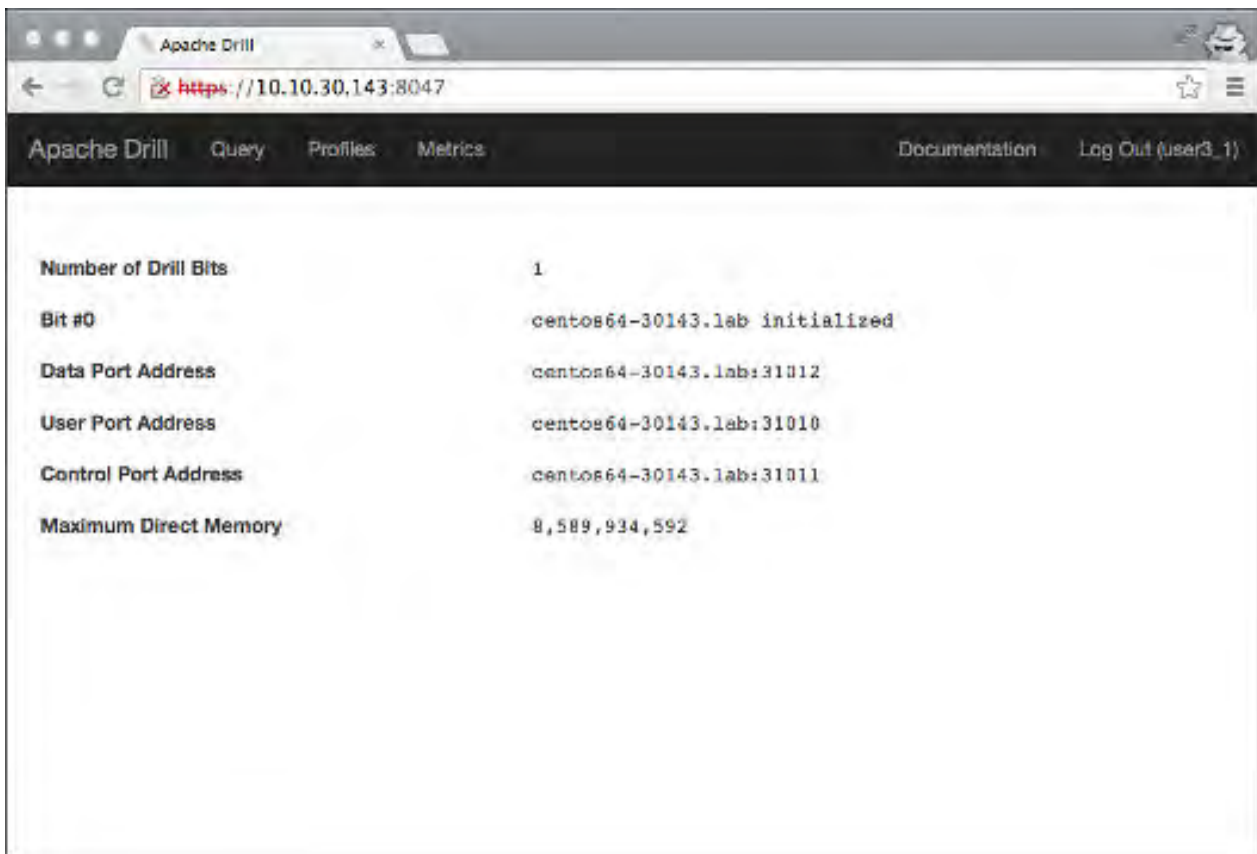 Apache Drill
https://10.10.30.143:8047
Apache Drill Query Profiles Metrics Documentation Log Out (user3_1)
Number of Drill Bits 1
Bit #0 centos64-30143.lab initialized
Data Port Address centos64-30143.lab:31012
User Port Address centos64-30143.lab:31010
Control Port Address centos64-30143.lab:31011
Maximum Direct Memory 8,589,934,592